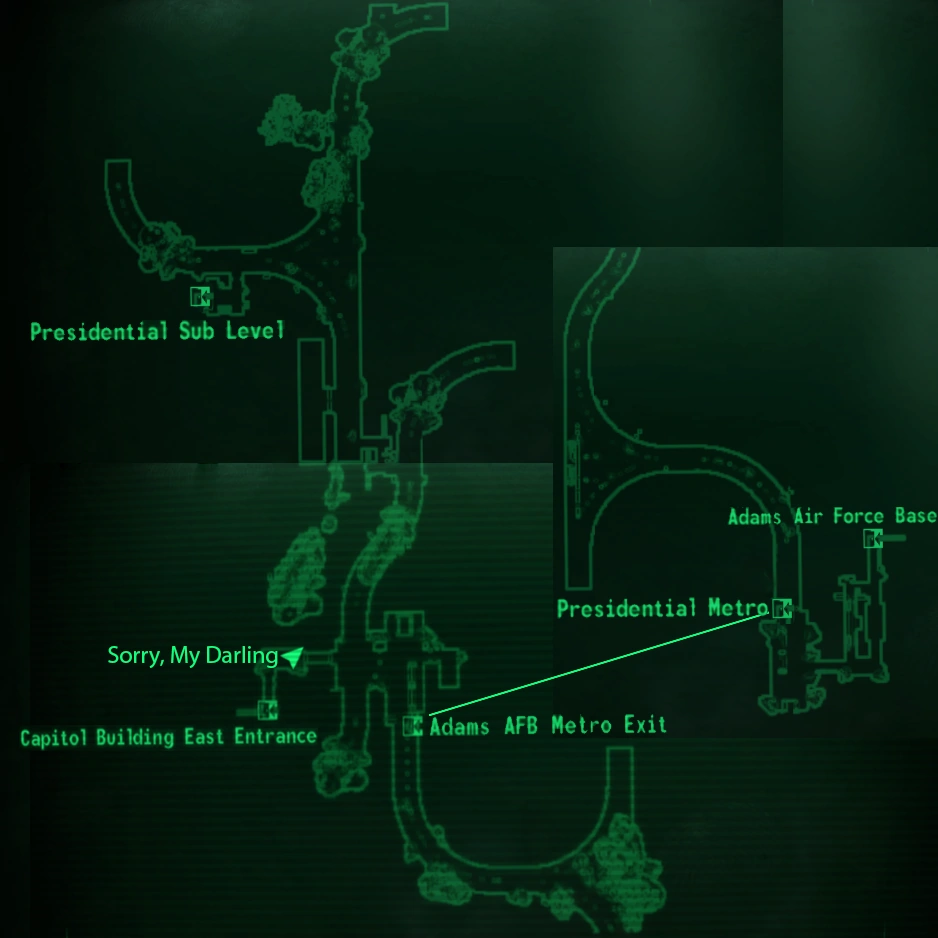 Presidential Sub Level
Adams Air Force Base
Presidential Metro
Sorry, My Darling
Adams AFB Metro Exit
Capitol Building East Entrance